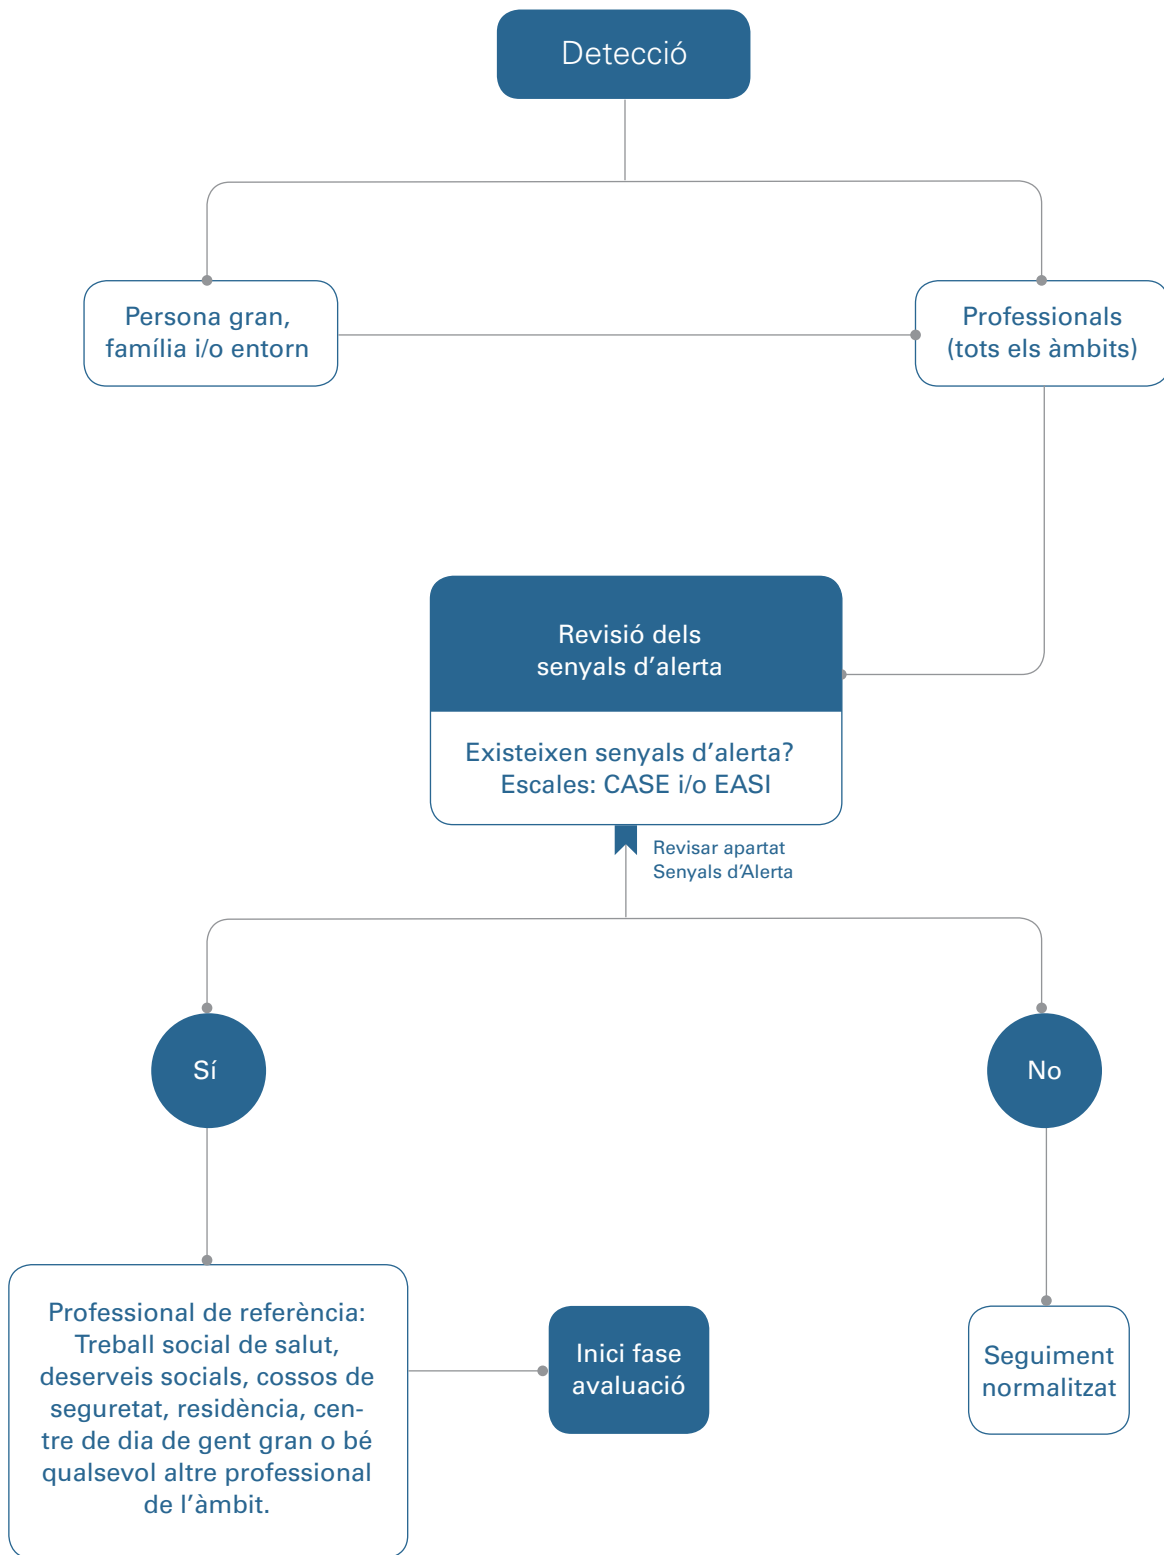 Detecció
Persona gran,
família i/o entorn
Professionals
(tots els àmbits)
Revisió dels
senyals d’alerta
Existeixen senyals d’alerta?
Escales: CASE i/o EASI
Revisar apartat
Senyals d’Alerta
Sí
No
Professional de referència:
Treball social de salut,
deserveis socials, cossos de
seguretat, residència, cen-
tre de dia de gent gran o bé
qualsevol altre professional
de l’àmbit.
Inici fase
avaluació
Seguiment
normalitzat